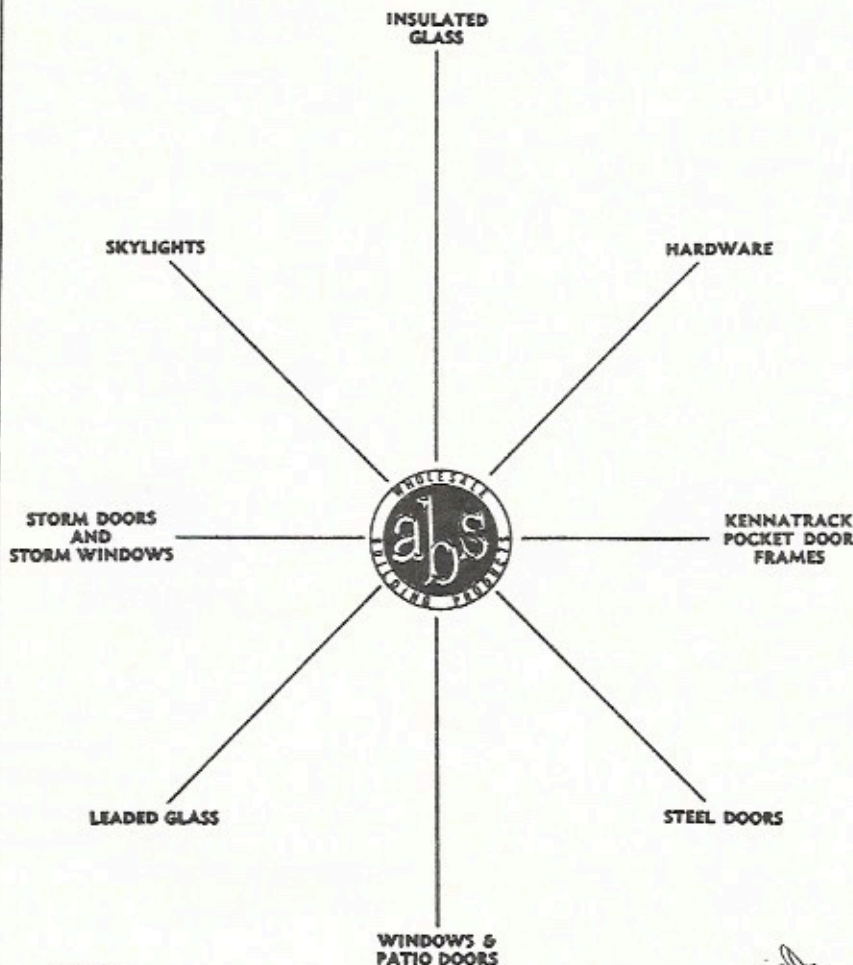 INSULATED
GLASS
SKYLIGHTS
HARDWARE
WHOLESALE
abs
BUILDING PRODUCTS
STORM DOORS
AND
STORM WINDOWS
KENNATRACK
POCKET DOOR
FRAMES
LEADED GLASS
STEEL DOORS
WINDOWS &
PATIO DOORS